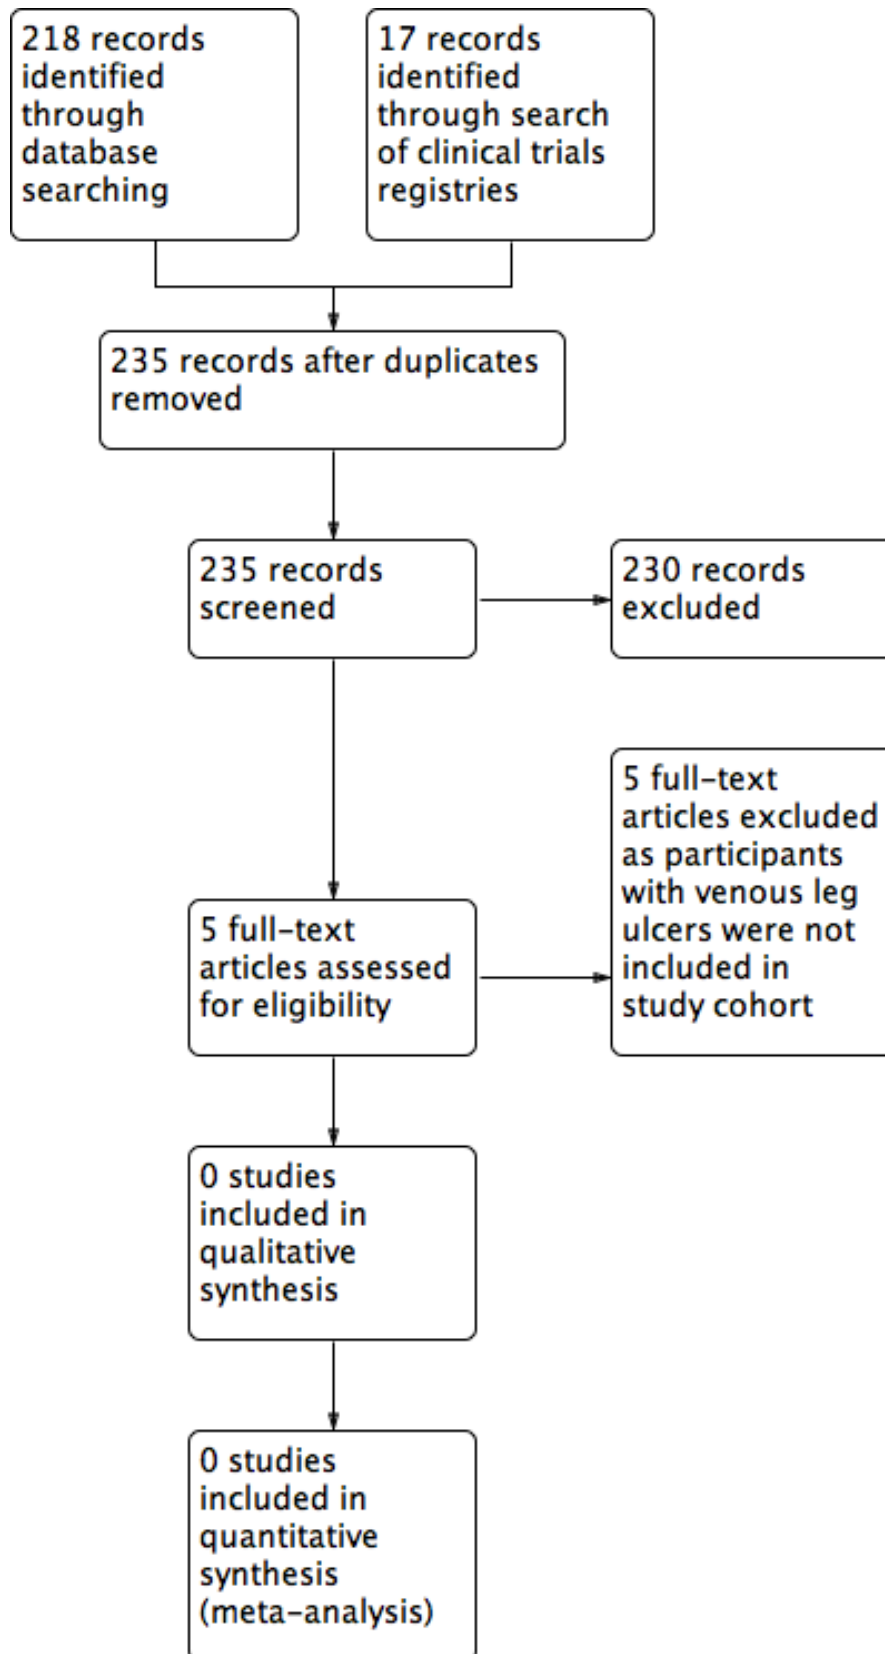 218 records
identified
through
database
searching
17 records
identified
through search
of clinical trials
registries
235 records after duplicates
removed
235 records
screened
230 records
excluded
5 full-text
articles assessed
for eligibility
5 full-text
articles excluded
as participants
with venous leg
ulcers were not
included in
study cohort
0 studies
included in
qualitative
synthesis
0 studies
included in
quantitative
synthesis
(meta-analysis)